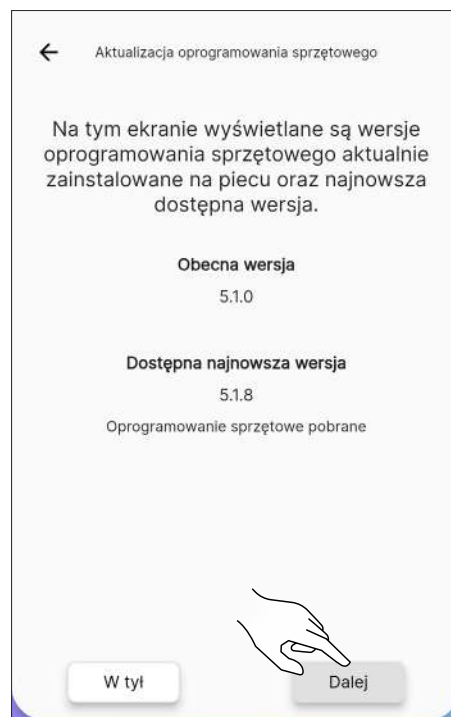 Aktualizacja oprogramowania sprzętowego
Na tym ekranie wyświetlane są wersje
oprogramowania sprzętowego aktualnie
zainstalowane na piecu oraz najnowsza
dostępna wersja.
Obecna wersja
5.1.0
Dostępna najnowsza wersja
5.1.8
Oprogramowanie sprzętowe pobrane
W tył
Dalej